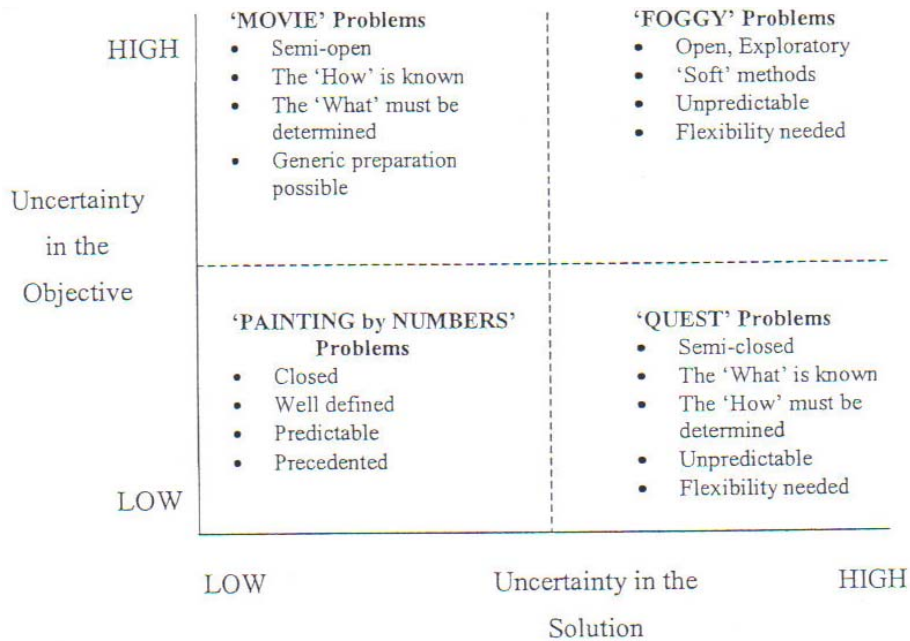 HIGH
Uncertainty
in the
Objective
LOW
‘MOVIE’ Problems
• Semi-open
• The ‘How’ is known
• The ‘What’ must be
determined
• Generic preparation
possible
‘FOGGY’ Problems
• Open, Exploratory
• ‘Soft’ methods
• Unpredictable
• Flexibility needed
‘PAINTING by NUMBERS’
Problems
• Closed
• Well defined
• Predictable
• Precedented
‘QUEST’ Problems
• Semi-closed
• The ‘What’ is known
• The ‘How’ must be
determined
• Unpredictable
• Flexibility needed
LOW
Uncertainty in the
Solution
HIGH